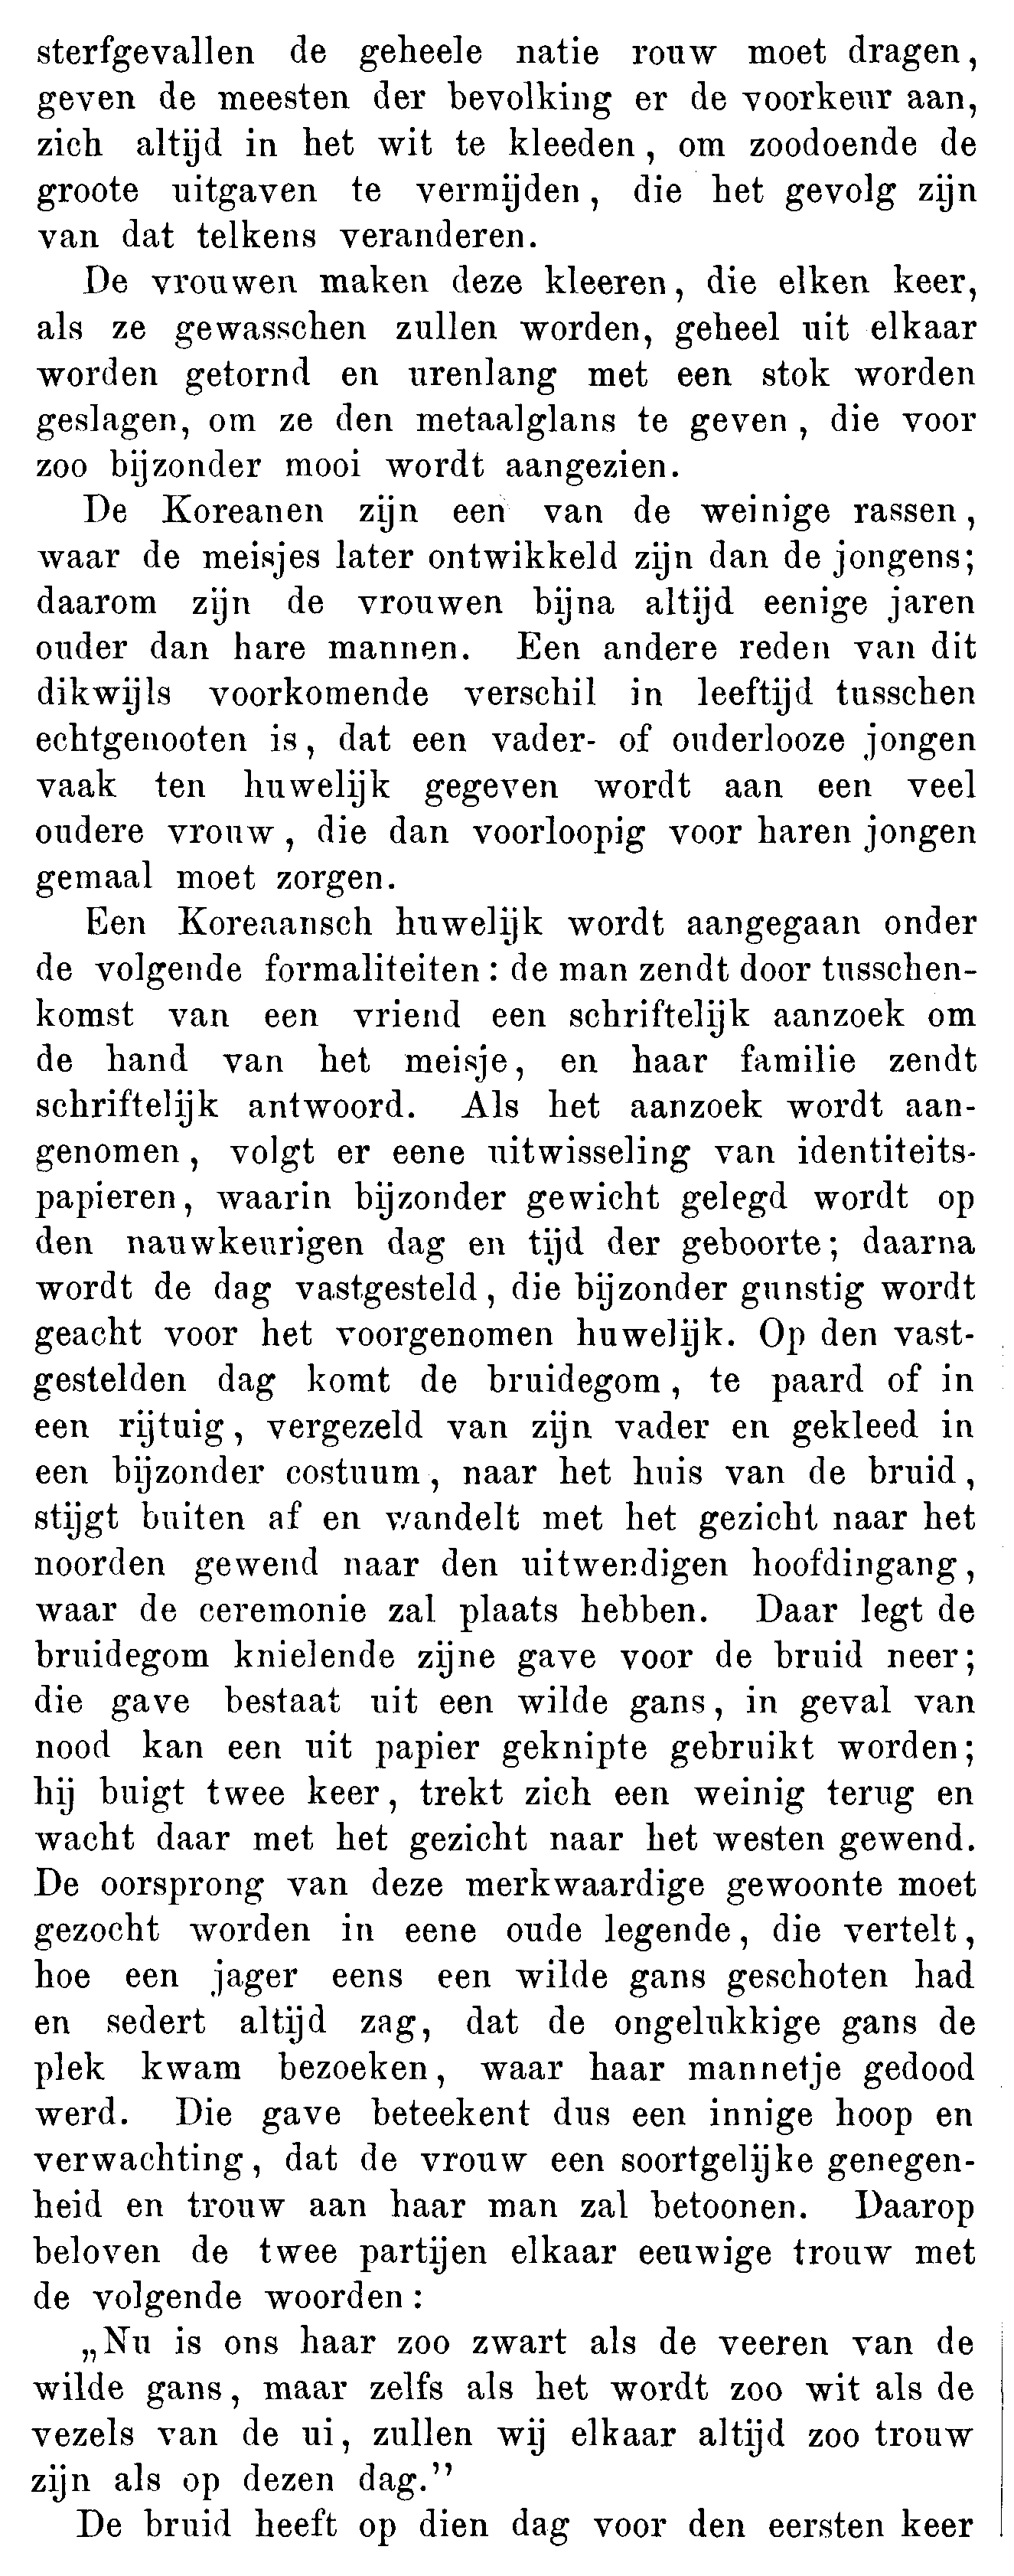 sterfgevallen de geheele natie rouw moet dragen,
geven de meesten der bevolking er de voorkeur aan,
zich altijd in het wit te kleeden, om zoodoende de
groote uitgaven te vermijden, die het gevolg zijn
van dat telkens veranderen.
De vrouwen maken deze kleeren, die elken keer,
als ze gewasschen zullen worden, geheel uit elkaar
worden getornd en urenlang met een stok worden
geslagen, om ze den metaalglans te geven, die voor
zoo bijzonder mooi wordt aangezien.
De Koreanen zijn een van de weinige rassen,
waar de meisjes later ontwikkeld zijn dan de jongens;
daarom zijn de vrouwen bijna altijd eenige jaren
ouder dan hare mannen. Een andere reden van dit
dikwijls voorkomende verschil in leeftijd tusschen
echtgenooten is, dat een vader- of ouderlooze jongen
vaak ten huwelijk gegeven wordt aan een veel
oudere vrouw, die dan voorloopig voor haren jongen
gemaal moet zorgen.
Een Koreaansch huwelijk wordt aangegaan onder
de volgende formaliteiten: de man zendt door tusschen-
komst van een vriend een schriftelijk aanzoek om
de hand van het meisje, en haar familie zendt
schriftelijk antwoord. Als het aanzoek wordt aan-
genomen, volgt er eene uitwisseling van identiteits-
papieren, waarin bijzonder gewicht gelegd wordt op
den nauwkeurigen dag en tijd der geboorte; daarna
wordt de dag vastgesteld, die bijzonder gunstig wordt
geacht voor het voorgenomen huwelijk. Op den vast-
gestelden dag komt de bruidegom, te paard of in
een rijtuig, vergezeld van zijn vader en gekleed in
een bijzonder costuum, naar het huis van de bruid,
stijgt buiten af en wandelt met het gezicht naar het
noorden gewend naar den uitwendigen hoofdingang,
waar de ceremonie zal plaats hebben. Daar legt de
bruidegom knielende zijne gave voor de bruid neer;
die gave bestaat uit een wilde gans, in geval van
nood kan een uit papier geknipte gebruikt worden;
hij buigt twee keer, trekt zich een weinig terug en
wacht daar met het gezicht naar het westen gewend.
De oorsprong van deze merkwaardige gewoonte moet
gezocht worden in eene oude legende, die vertelt,
hoe een jager eens een wilde gans geschoten had
en sedert altijd zag, dat de ongelukkige gans de
plek kwam bezoeken, waar haar mannetje gedood
werd. Die gave beteekent dus een innige hoop en
verwachting, dat de vrouw een soortgelijke genegen-
heid en trouw aan haar man zal betoonen. Daarop
beloven de twee partijen elkaar eeuwige trouw met
de volgende woorden:
„Nu is ons haar zoo zwart als de veeren van de
wilde gans, maar zelfs als het wordt zoo wit als de
vezels van de ui, zullen wij elkaar altijd zoo trouw
zijn als op dezen dag.”
De bruid heeft op dien dag voor den eersten keer